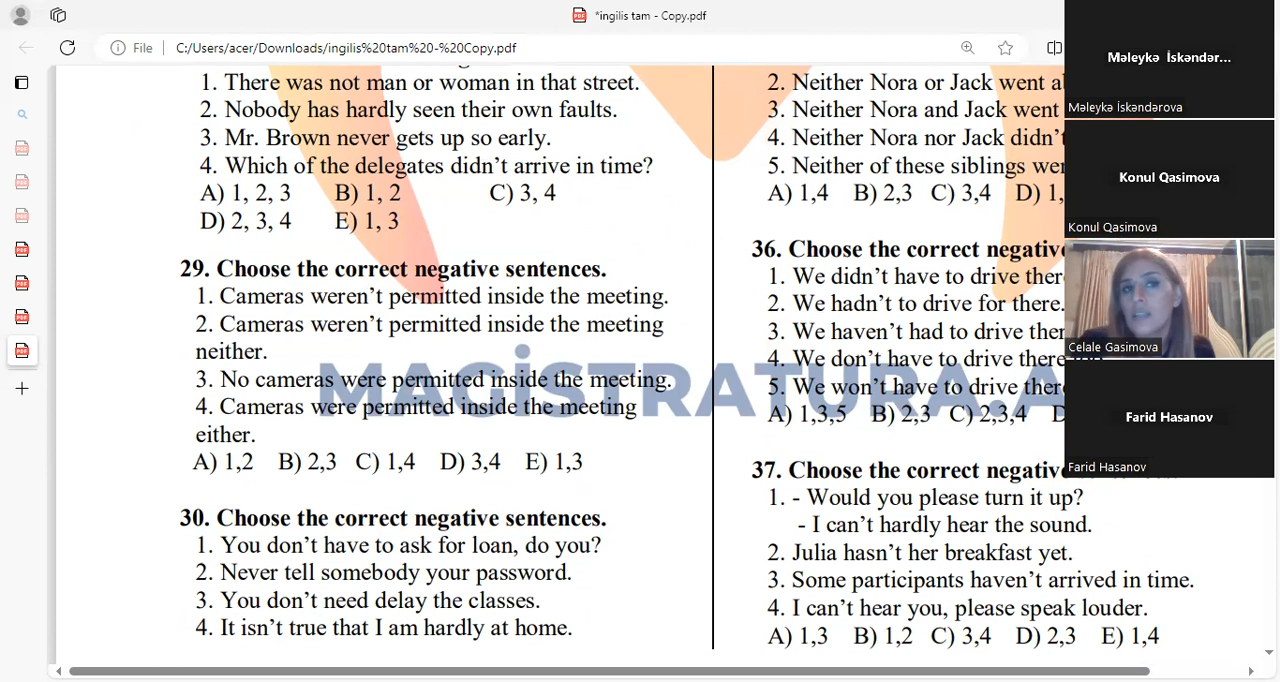 *ingilis tam - Copy.pdf
File
C:/Users/acer/Downloads/ingilis%20tam%20-%20Copy.pdf
1. There was not man or woman in that street.
2. Nobody has hardly seen their own faults.
3. Mr. Brown never gets up so early.
4. Which of the delegates didn't arrive in time?
A) 1, 2, 3 B) 1, 2 C) 3, 4
D) 2, 3, 4 E) 1, 3
29. Choose the correct negative sentences.
1. Cameras weren't permitted inside the meeting.
2. Cameras weren't permitted inside the meeting
neither.
3. No cameras were permitted inside the meeting.
4. Cameras were permitted inside the meeting
either.
A) 1,2 B) 2,3 C) 1,4 D) 3,4 E) 1,3
30. Choose the correct negative sentences.
1. You don't have to ask for loan, do you?
2. Never tell somebody your password.
3. You don't need delay the classes.
4. It isn't true that I am hardly at home.
2. Neither Nora or Jack went
3. Neither Nora and Jack went
4. Neither Nora nor Jack didn't
5. Neither of these siblings
A) 1,4 B) 2,3 C) 3,4 D) 1,
36. Choose the correct negative
1. We didn't have to drive
2. We hadn't to drive for there.
3. We haven't had to drive
4. We don't have to drive there
5. We won't have to drive
A) 1,3,5 B) 2,3 C) 2,3,4 D
37. Choose the correct negative
1. - Would you please turn it up?
- I can't hardly hear the sound.
2. Julia hasn't her breakfast yet.
3. Some participants haven't arrived in time.
4. I can't hear you, please speak louder.
A) 1,3 B) 1,2 C) 3,4 D) 2,3 E) 1,4
MAGİSTRATURA.A
Məleykə İskəndər...
Məleykə İskəndərova
Konul Qasimova
Konul Qasimova
Celale Gasimova
Farid Hasanov
Farid Hasanov